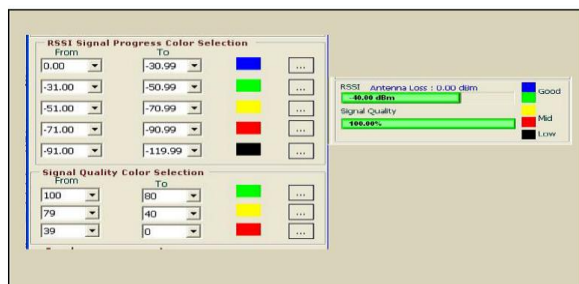 RSSI Signal Progress Color Selection
From To
0.00 -30.99 ...
-31.00 -50.99 ...
-51.00 -70.99 ...
-71.00 -90.99 ...
-91.00 -119.99 ...
Signal Quality Color Selection
From To
100 80 ...
79 40 ...
39 0 ...
RSSI Antenna Loss : 0.00 dBm
-40.00 dBm
Good
Signal Quality
Mid
100.00%
Low